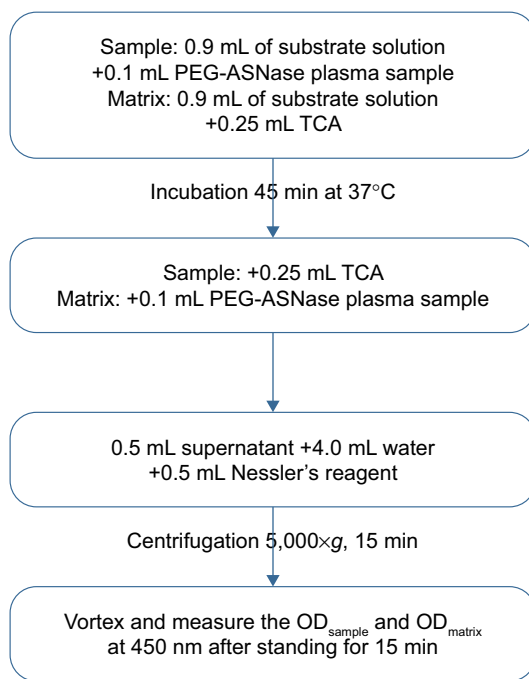 Sample: 0.9 mL of substrate solution
+0.1 mL PEG-ASNase plasma sample
Matrix: 0.9 mL of substrate solution
+0.25 mL TCA
Incubation 45 min at 37°C
Sample: +0.25 mL TCA
Matrix: +0.1 mL PEG-ASNase plasma sample
0.5 mL supernatant +4.0 mL water
+0.5 mL Nessler’s reagent
Centrifugation 5,000×g, 15 min
Vortex and measure the ODsample and ODmatrix
at 450 nm after standing for 15 min